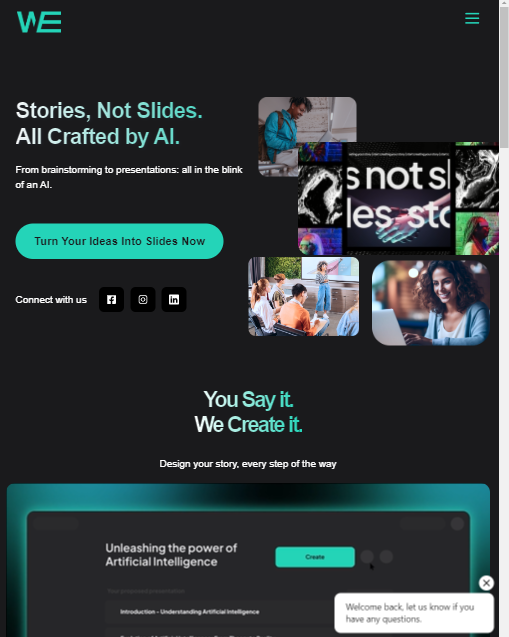 WE
Stories, Not Slides.
All Crafted by AI.
From brainstorming to presentations: all in the blink
of an AI.
s not sl
les. sto
Turn Your Ideas Into Slides Now
Connect with us
You Say it.
We Create it.
Design your story, every step of the way
Unleashing the power of
Artificial Intelligence
Create
Introduction - Understanding Artificial Intelligence
Welcome back, let us know if you
have any questions.